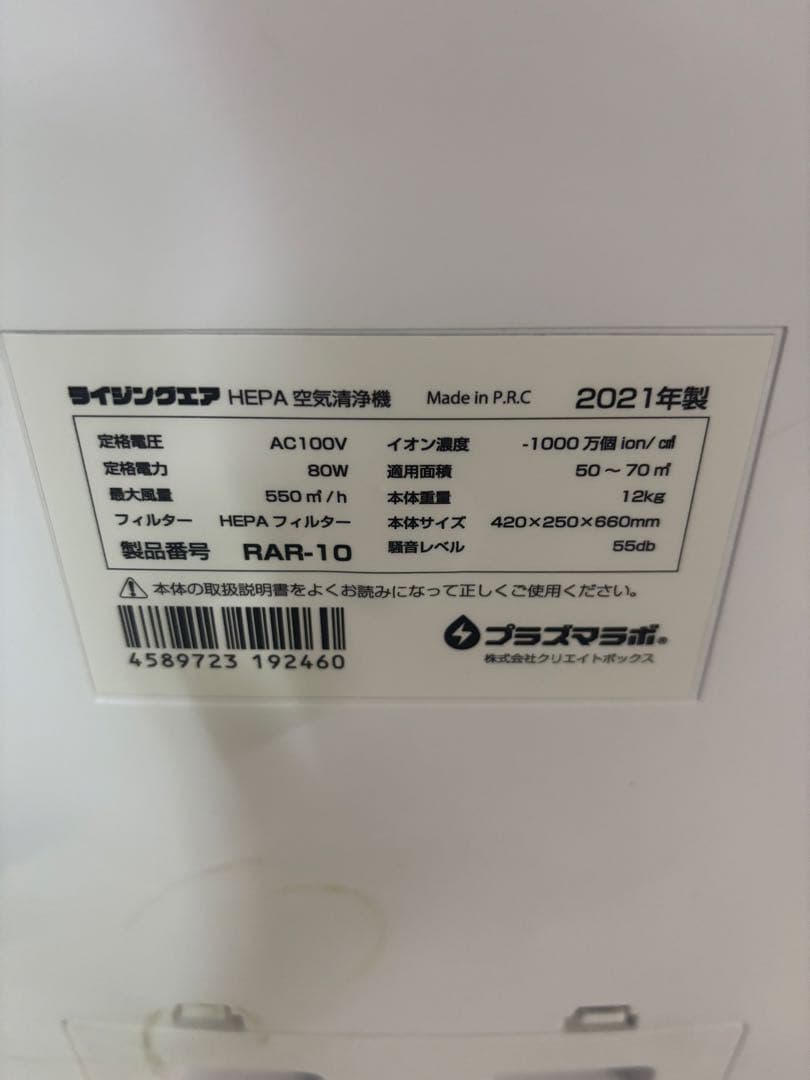 ライジングエア HEPA 空気清浄機 Made in P.R.C 2021年製
定格電圧 AC100V イオン濃度 -1000万個 ion/㎤
定格電力 80W 適用面積 50～70㎡
最大風量 550㎥/h 本体重量 12kg
フィルター HEPAフィルター 本体サイズ 420×250×660mm
製品番号 RAR-10 騒音レベル 55db
⚠ 本体の取扱説明書をよくお読みになって正しくご使用ください。
プラズマラボ®
株式会社クリエイトボックス
4589723 192460